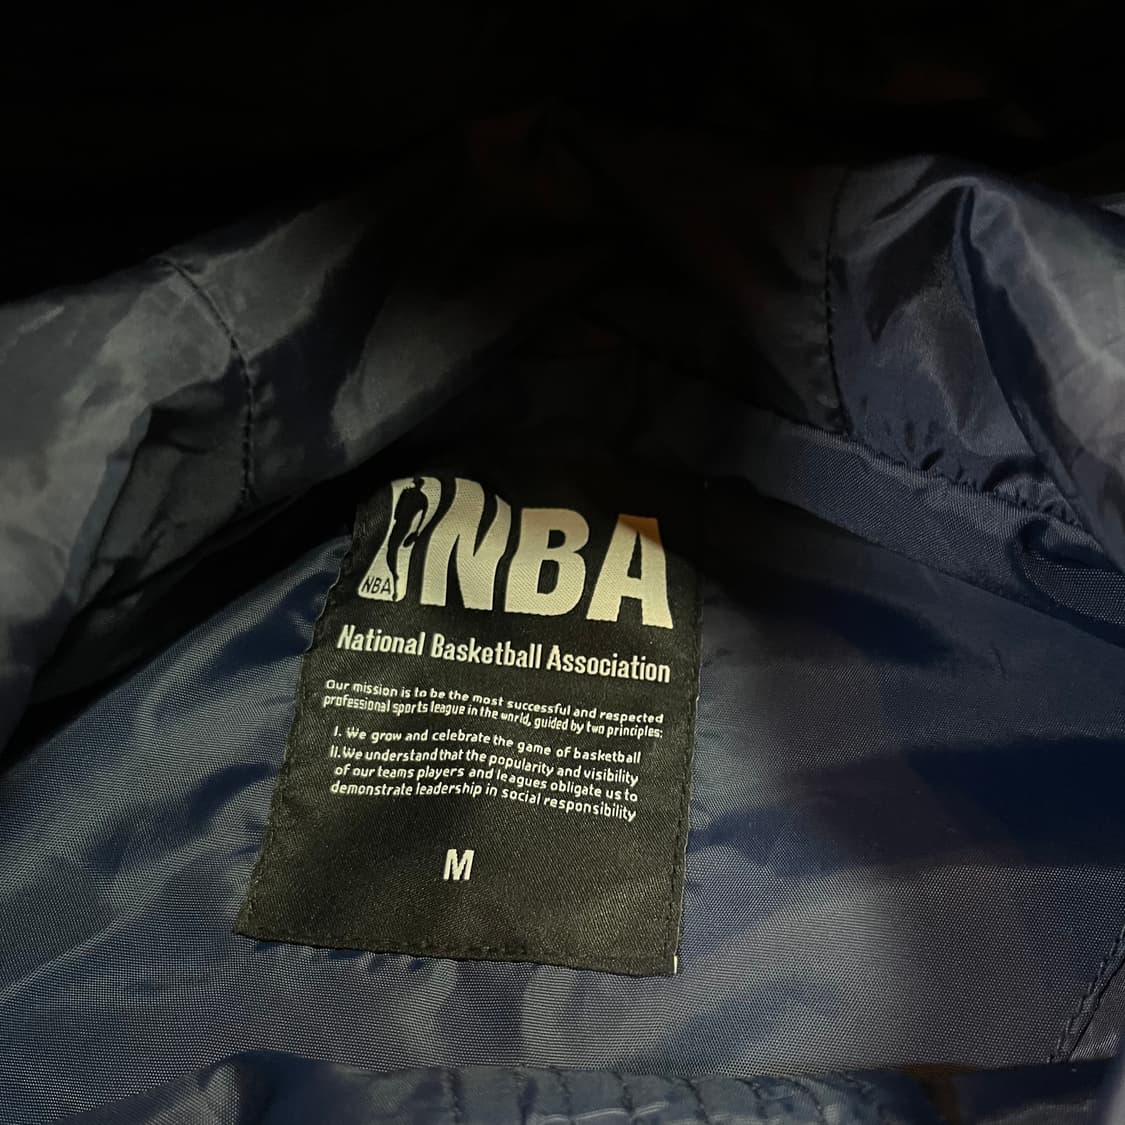 NBA
NBA
National Basketball Association
Our mission is to be the most successful and respected
professional sports league in the world, guided by two principles:
I. We grow and celebrate the game of basketball
II. We understand that the popularity and visibility
of our teams players and leagues obligate us to
demonstrate leadership in social responsibility
M